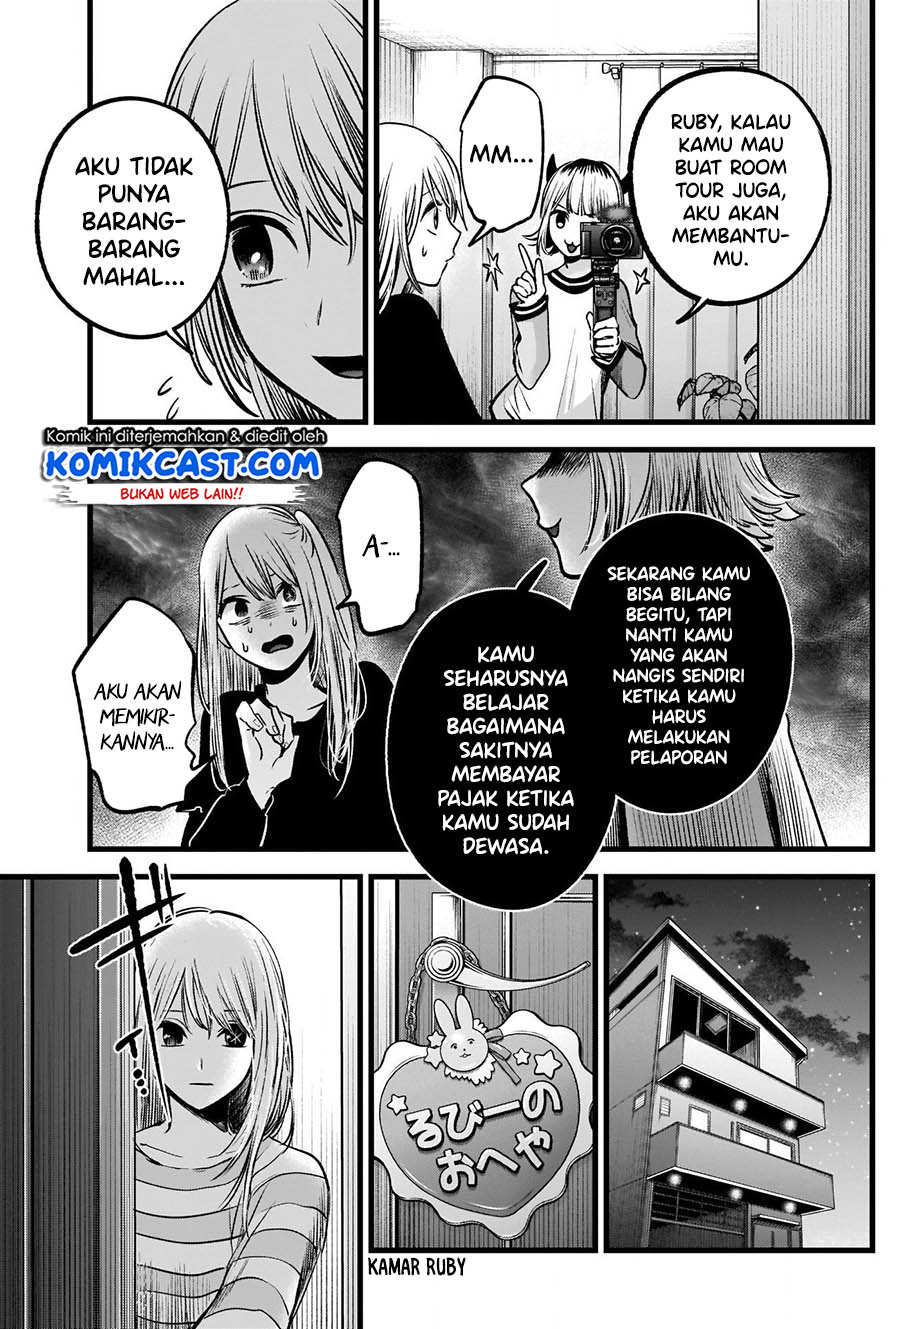 RUBY, KALAU
KAMU MAU
BUAT ROOM
TOUR JUGA,
AKU AKAN
MEMBANTU-
MU.
MM...
AKU TIDAK
PUNYA
BARANG-
BARANG
MAHAL...
Komik ini diterjemahkan & diedit oleh
KOMIKCAST.COM
BUKAN WEB LAIN!!
SEKARANG KAMU
BISA BILANG
BEGITU, TAPI
NANTI KAMU
YANG AKAN
NANGIS SENDIRI
KETIKA KAMU
HARUS
MELAKUKAN
PELAPORAN
KAMU
SEHARUSNYA
BELAJAR
BAGAIMANA
SAKITNYA
MEMBAYAR
PAJAK KETIKA
KAMU SUDAH
DEWASA.
A-...
AKU AKAN
MEMIKIR-
KANNYA...
るびーの
おへや
KAMAR RUBY
ギィ…